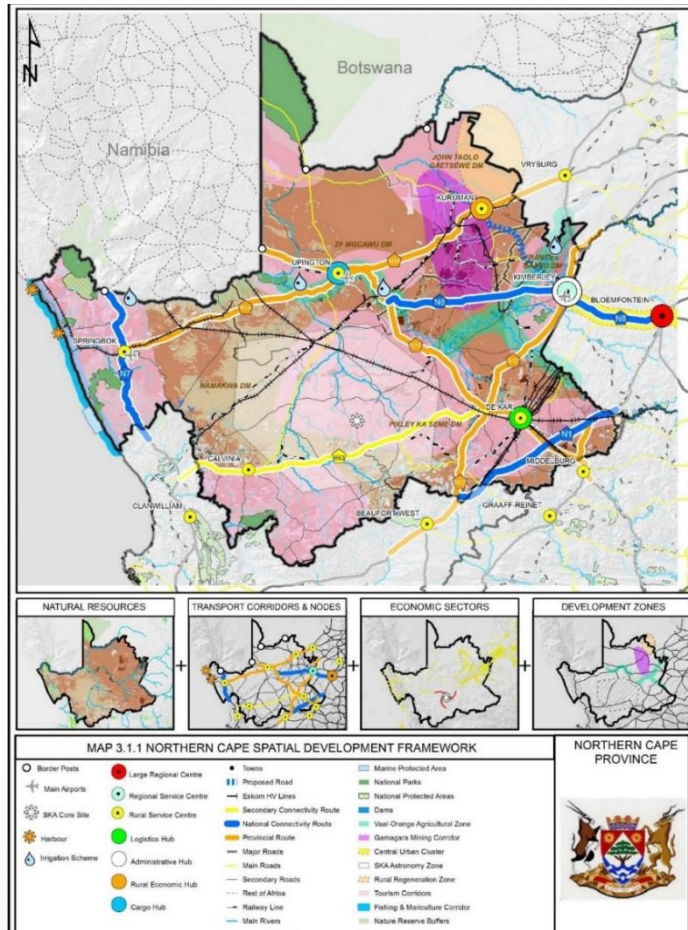 N
Botswana
Namibia
JOHN TAOLO
GAETSEWE DM
VRYBURG
KURUMAN
ZF MGCAWU DM
UPINGTON
FRANCES
BAARD DM
KIMBERLEY
N8
BLOEMFONTEIN
N8
SPRINGBOK
N7
NAMAKWA DM
PIXLEY KA SEME DM
DE AAR
N1
CALVINIA
R63
MIDDELBURG
CLANWILLIAM
BEAUFORT WEST
GRAAFF-REINET
NATURAL RESOURCES
+
TRANSPORT CORRIDORS & NODES
+
ECONOMIC SECTORS
+
DEVELOPMENT ZONES
MAP 3.1.1 NORTHERN CAPE SPATIAL DEVELOPMENT FRAMEWORK
Border Posts
Main Airports
SKA Core Site
Harbour
Irrigation Scheme
Large Regional Centre
Regional Service Centre
Rural Service Centre
Logistics Hub
Administrative Hub
Rural Economic Hub
Cargo Hub
Towns
Proposed Road
Eskom HV Lines
Secondary Connectivity Route
National Connectivity Route
Provincial Route
Major Roads
Main Roads
Secondary Roads
Rest of Africa
Railway Line
Main Rivers
Marine Protected Area
National Parks
National Protected Areas
Dams
Vaal-Orange Agricultural Zone
Gamagara Mining Corridor
Central Urban Cluster
SKA Astronomy Zone
Rural Regeneration Zone
Tourism Corridors
Fishing & Mariculture Corridor
Nature Reserve Buffers
NORTHERN CAPE
PROVINCE